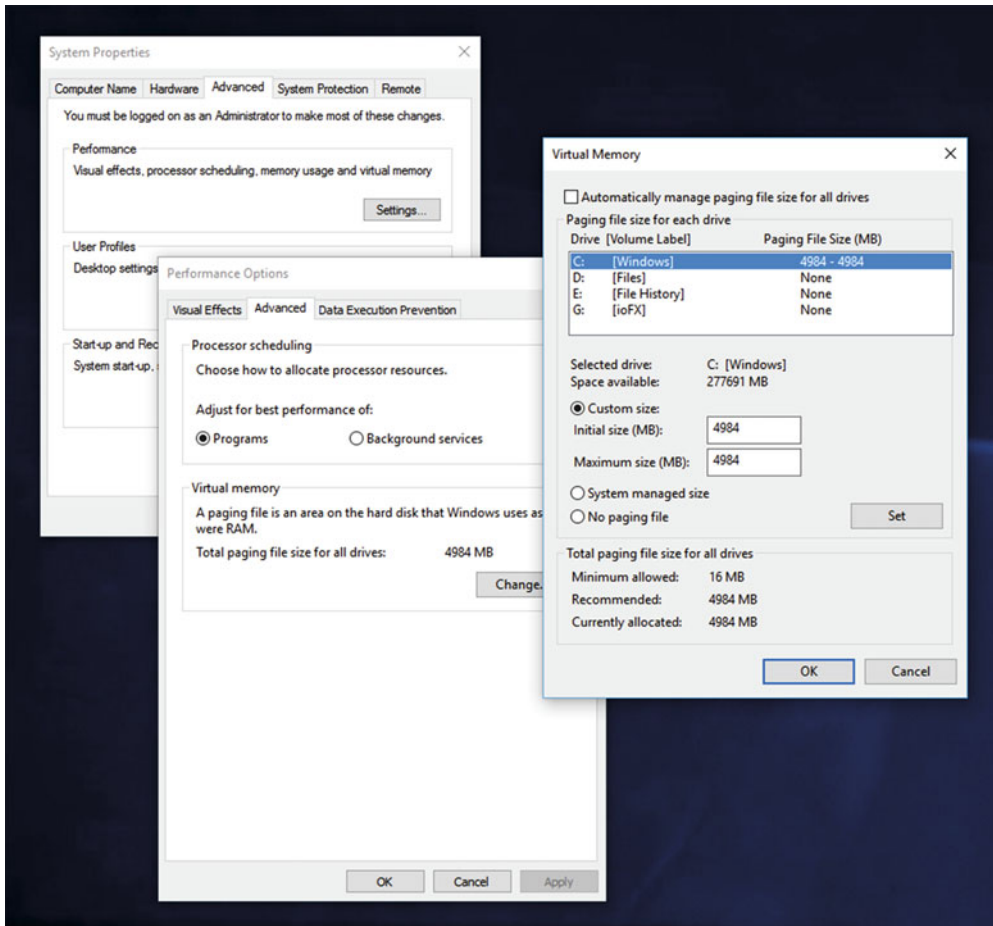 System Properties
Computer Name Hardware Advanced System Protection Remote
You must be logged on as an Administrator to make most of these changes.
Performance
Visual effects, processor scheduling, memory usage and virtual memory
Settings...
User Profiles
Desktop settings
Start-up and Rec
System start-up,
Performance Options
Visual Effects Advanced Data Execution Prevention
Processor scheduling
Choose how to allocate processor resources.
Adjust for best performance of:
Programs Background services
Virtual memory
A paging file is an area on the hard disk that Windows uses as
were RAM.
Total paging file size for all drives: 4984 MB
Change.
OK Cancel Apply
Virtual Memory
Automatically manage paging file size for all drives
Paging file size for each drive
Drive [Volume Label] Paging File Size (MB)
C: [Windows] 4984 - 4984
D: [Files] None
E: [File History] None
G: [ioFX] None
Selected drive: C: [Windows]
Space available: 277691 MB
Custom size:
Initial size (MB): 4984
Maximum size (MB): 4984
System managed size
No paging file Set
Total paging file size for all drives
Minimum allowed: 16 MB
Recommended: 4984 MB
Currently allocated: 4984 MB
OK Cancel